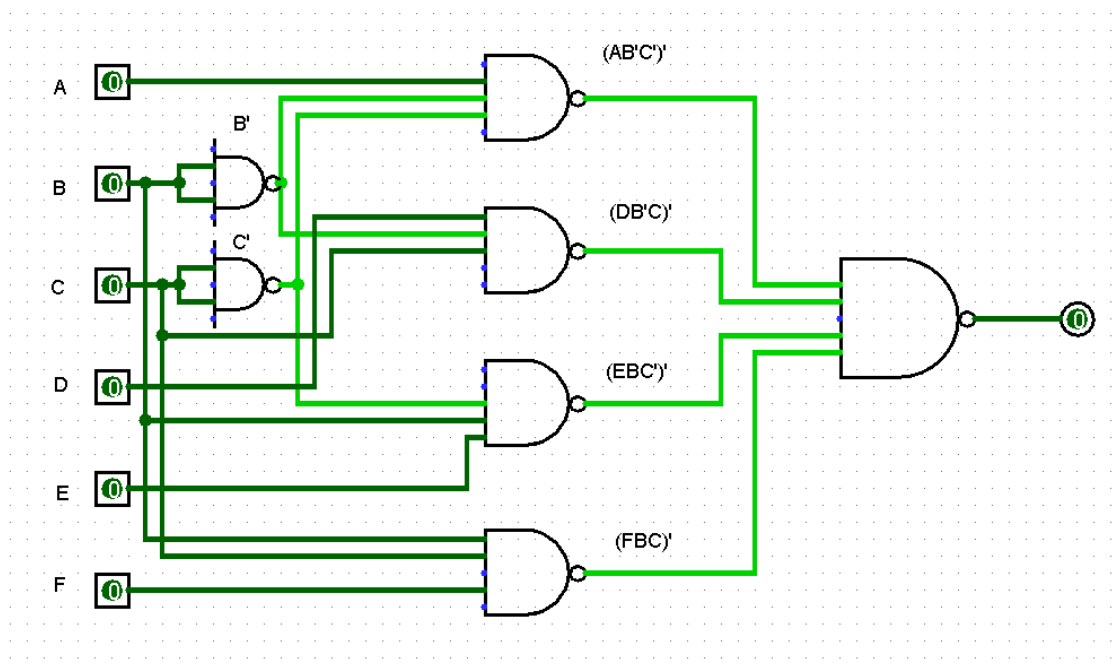 (AB'C')'
A 0
B'
B 0
(DB'C)'
C'
C 0
0
(EBC')'
D 0
E 0
(FBC)'
F 0